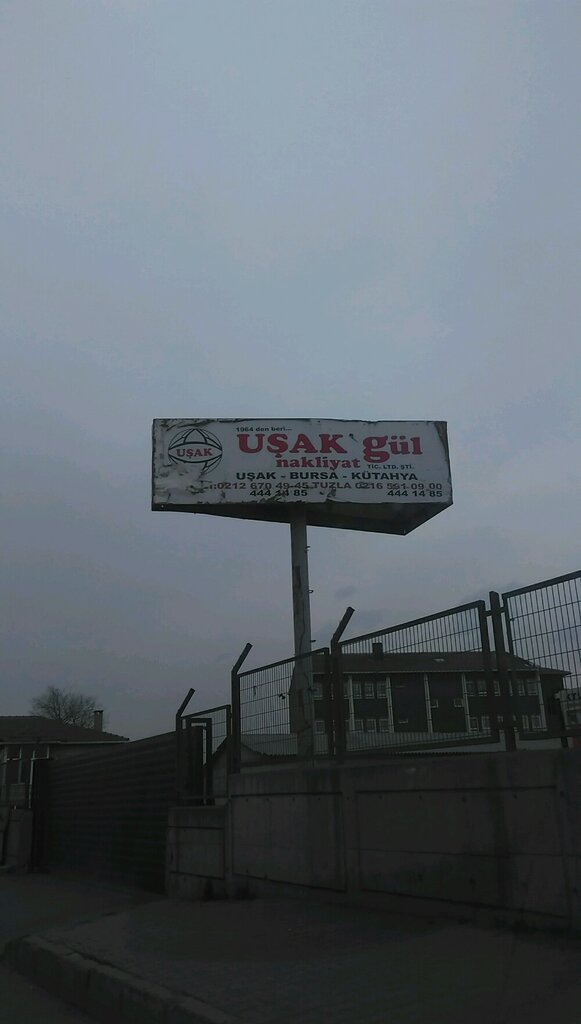 1964 den beri...
UŞAK
UŞAK gül
nakliyat TİC. LTD. ŞTİ.
UŞAK - BURSA - KÜTAHYA
:0212 670 49 45 TUZLA 0216 591 09 00
444 14 85 444 14 85